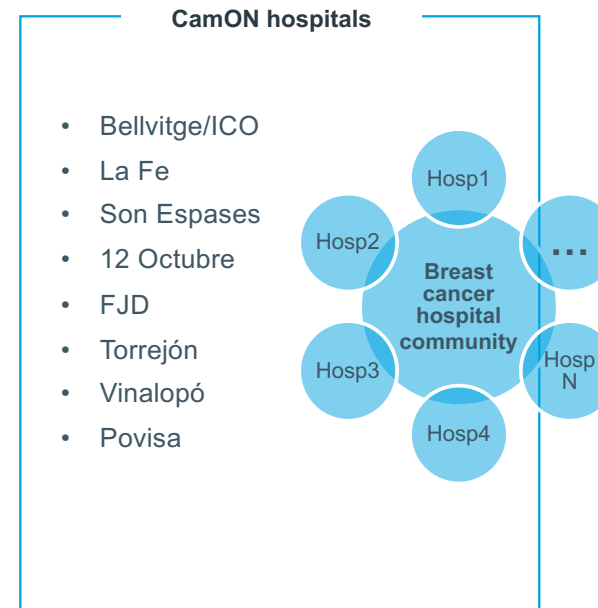 CamON hospitals
• Bellvitge/ICO
• La Fe
• Son Espases
• 12 Octubre
• FJD
• Torrejón
• Vinalopó
• Povisa
Hosp1
Hosp2
...
Breast
cancer
hospital
community
Hosp3
Hosp
N
Hosp4